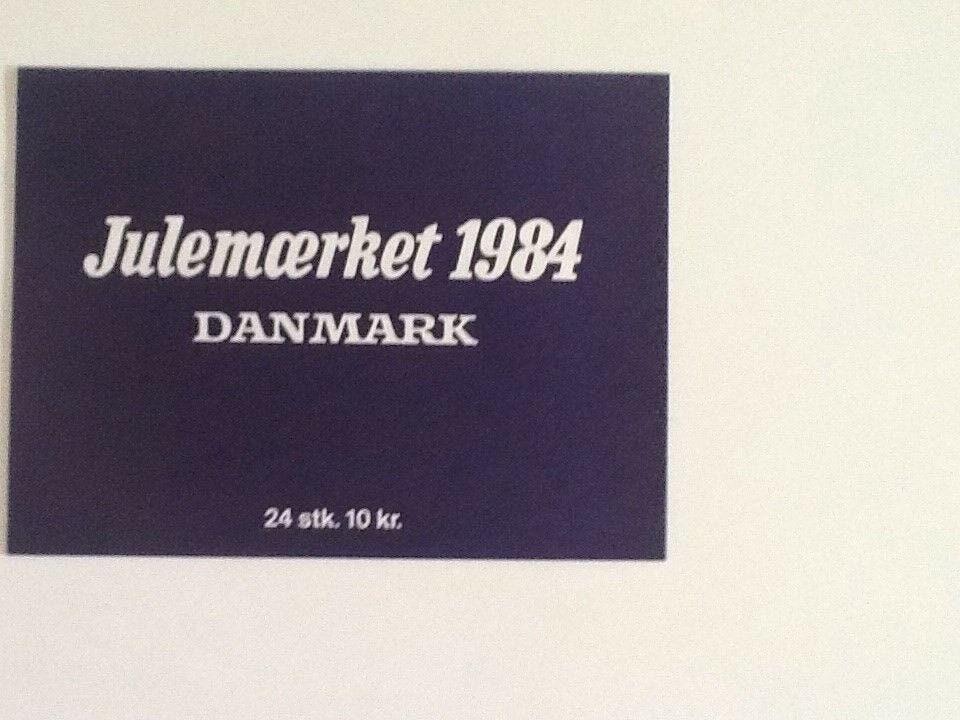 Julemærket 1984
DANMARK
24 stk. 10 kr.